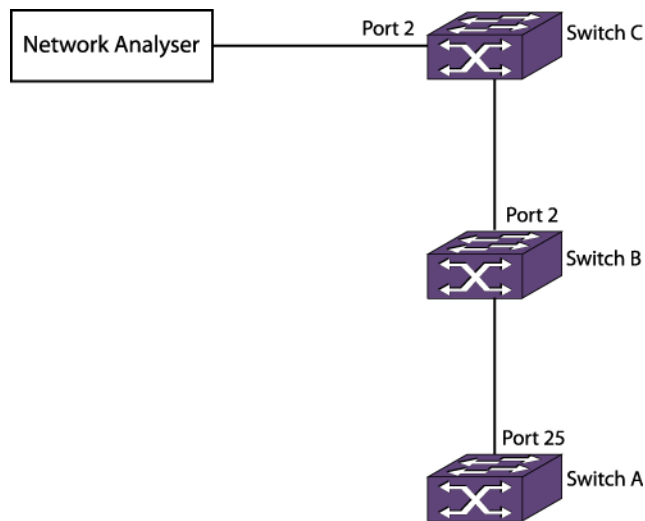 Network Analyser
Port 2
Switch C
Port 2
Switch B
Port 25
Switch A